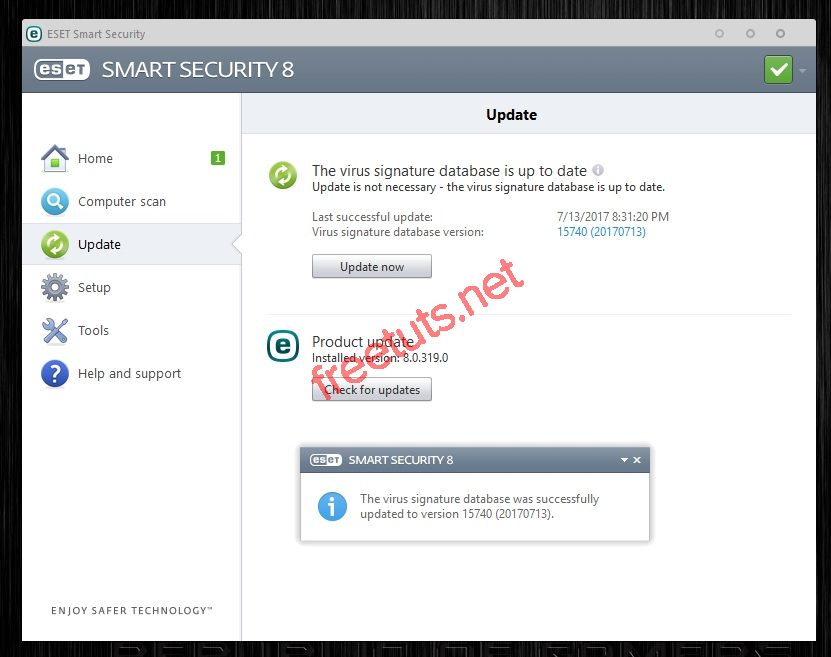 ESET Smart Security
eset SMART SECURITY 8
Update
Home 1
Computer scan
Update
Setup
Tools
Help and support
The virus signature database is up to date
Update is not necessary - the virus signature database is up to date.
Last successful update: 7/13/2017 8:31:20 PM
Virus signature database version: 15740 (20170713)
Update now
Product update
Installed version: 8.0.319.0
Check for updates
freetuts.net
eset SMART SECURITY 8
The virus signature database was successfully
updated to version 15740 (20170713).
ENJOY SAFER TECHNOLOGY™